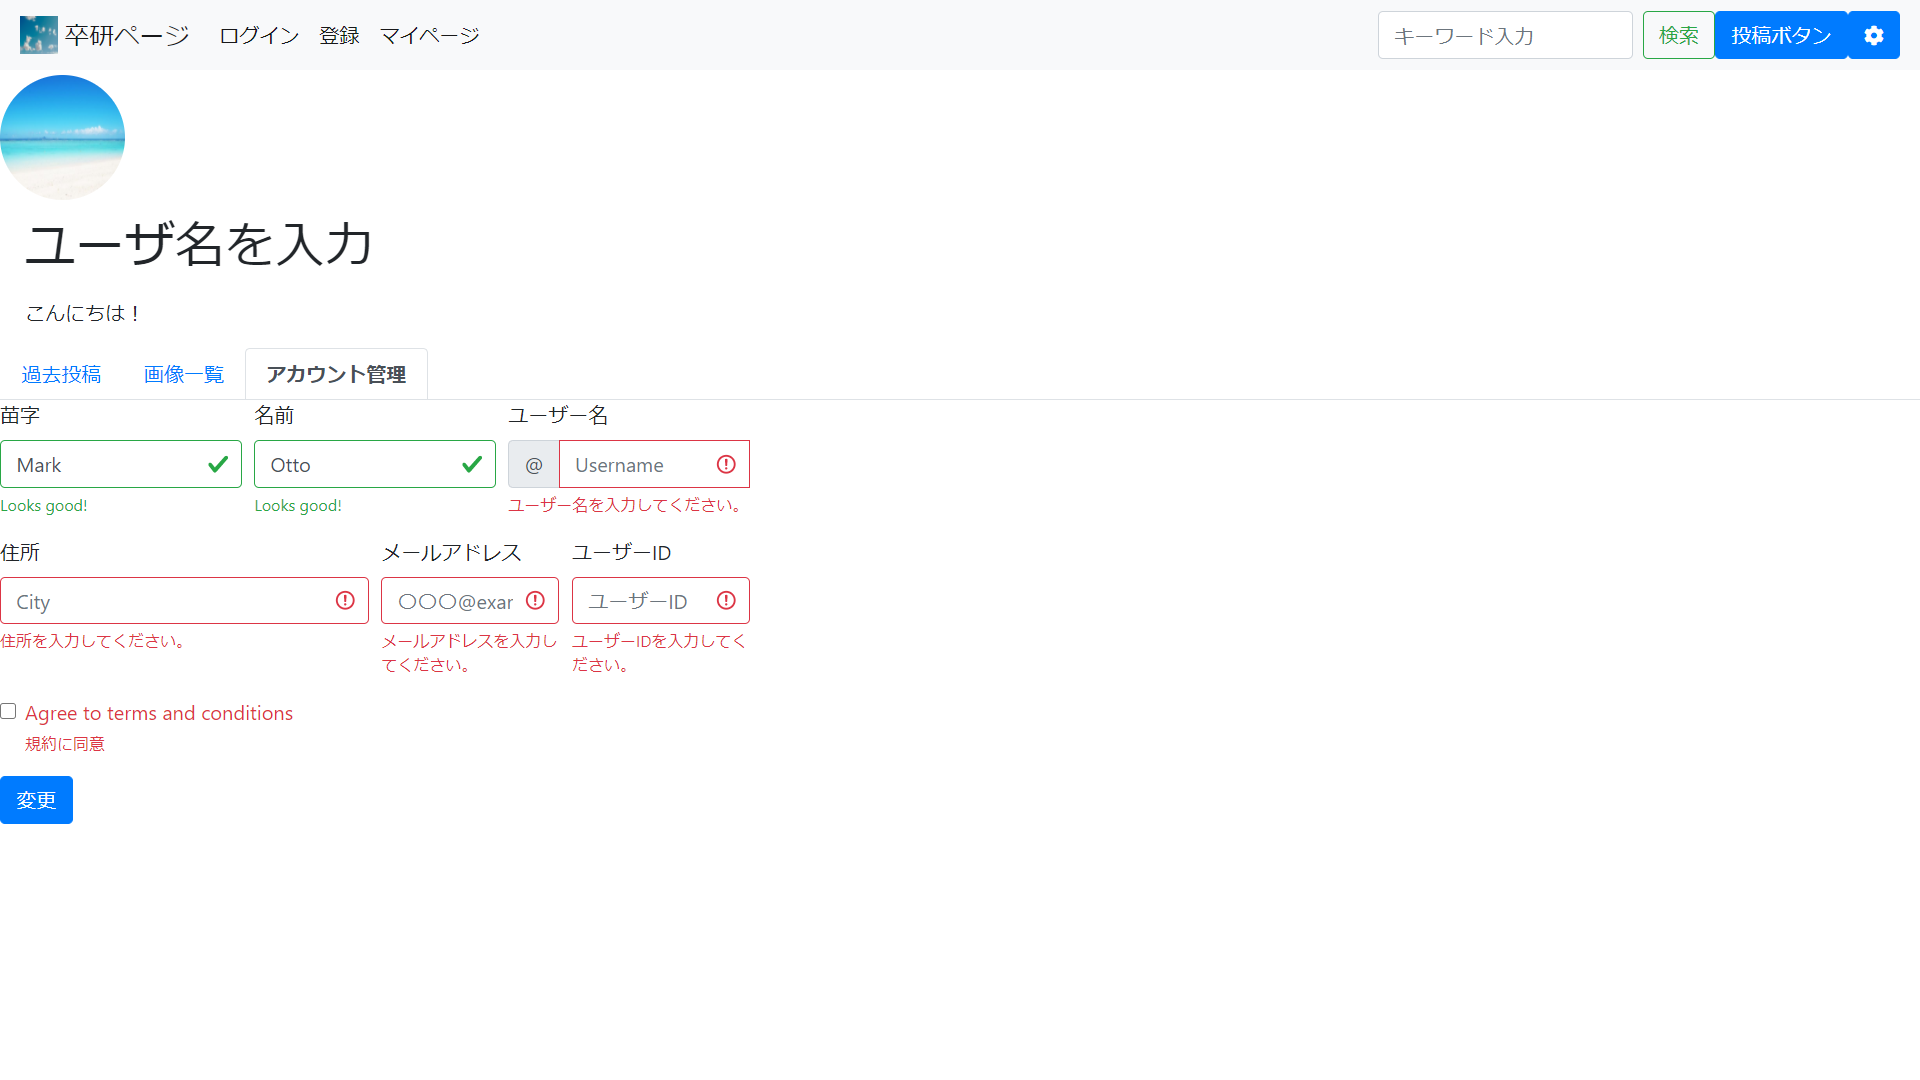 卒研ページ ログイン 登録 マイページ キーワード入力 検索 投稿ボタン
ユーザ名を入力
こんにちは！
過去投稿 画像一覧 アカウント管理
苗字 名前 ユーザー名
Mark Otto @ Username
Looks good! Looks good! ユーザー名を入力してください。
住所 メールアドレス ユーザーID
City 〇〇〇@exar ユーザーID
住所を入力してください。 メールアドレスを入力し ユーザーIDを入力してく
てください。 ださい。
Agree to terms and conditions
規約に同意
変更